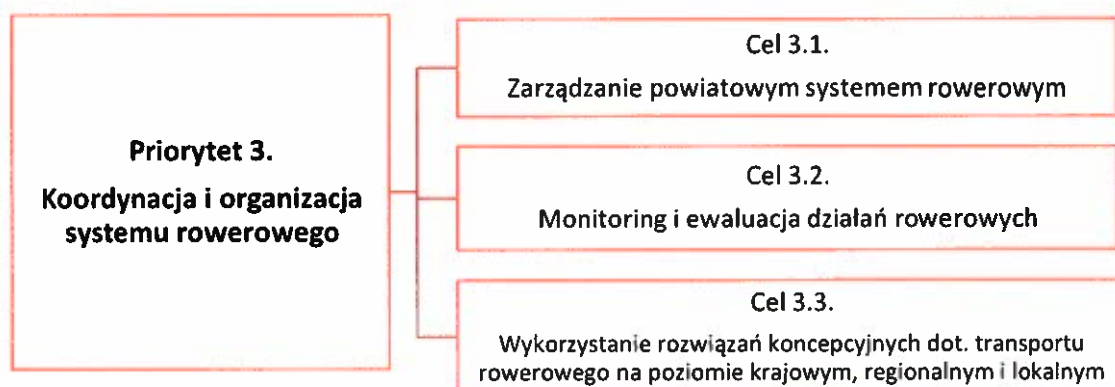 Priorytet 3.
Koordynacja i organizacja
systemu rowerowego
Cel 3.1.
Zarządzanie powiatowym systemem rowerowym
Cel 3.2.
Monitoring i ewaluacja działań rowerowych
Cel 3.3.
Wykorzystanie rozwiązań koncepcyjnych dot. transportu
rowerowego na poziomie krajowym, regionalnym i lokalnym